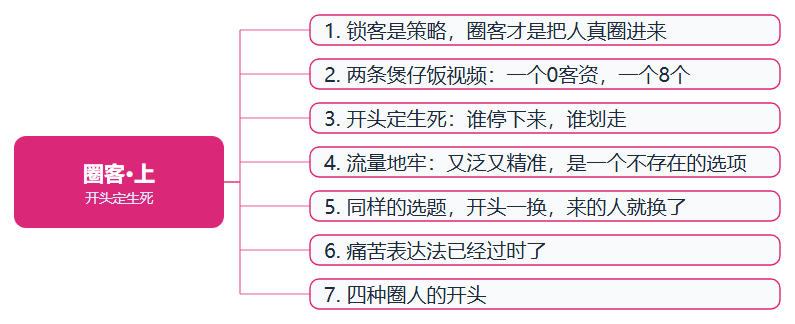 圈客·上
开头定生死
1. 锁客是策略，圈客才是把人真圈进来
2. 两条煲仔饭视频：一个0客资，一个8个
3. 开头定生死：谁停下来，谁划走
4. 流量地牢：又泛又精准，是一个不存在的选项
5. 同样的选题，开头一换，来的人就换了
6. 痛苦表达法已经过时了
7. 四种圈人的开头